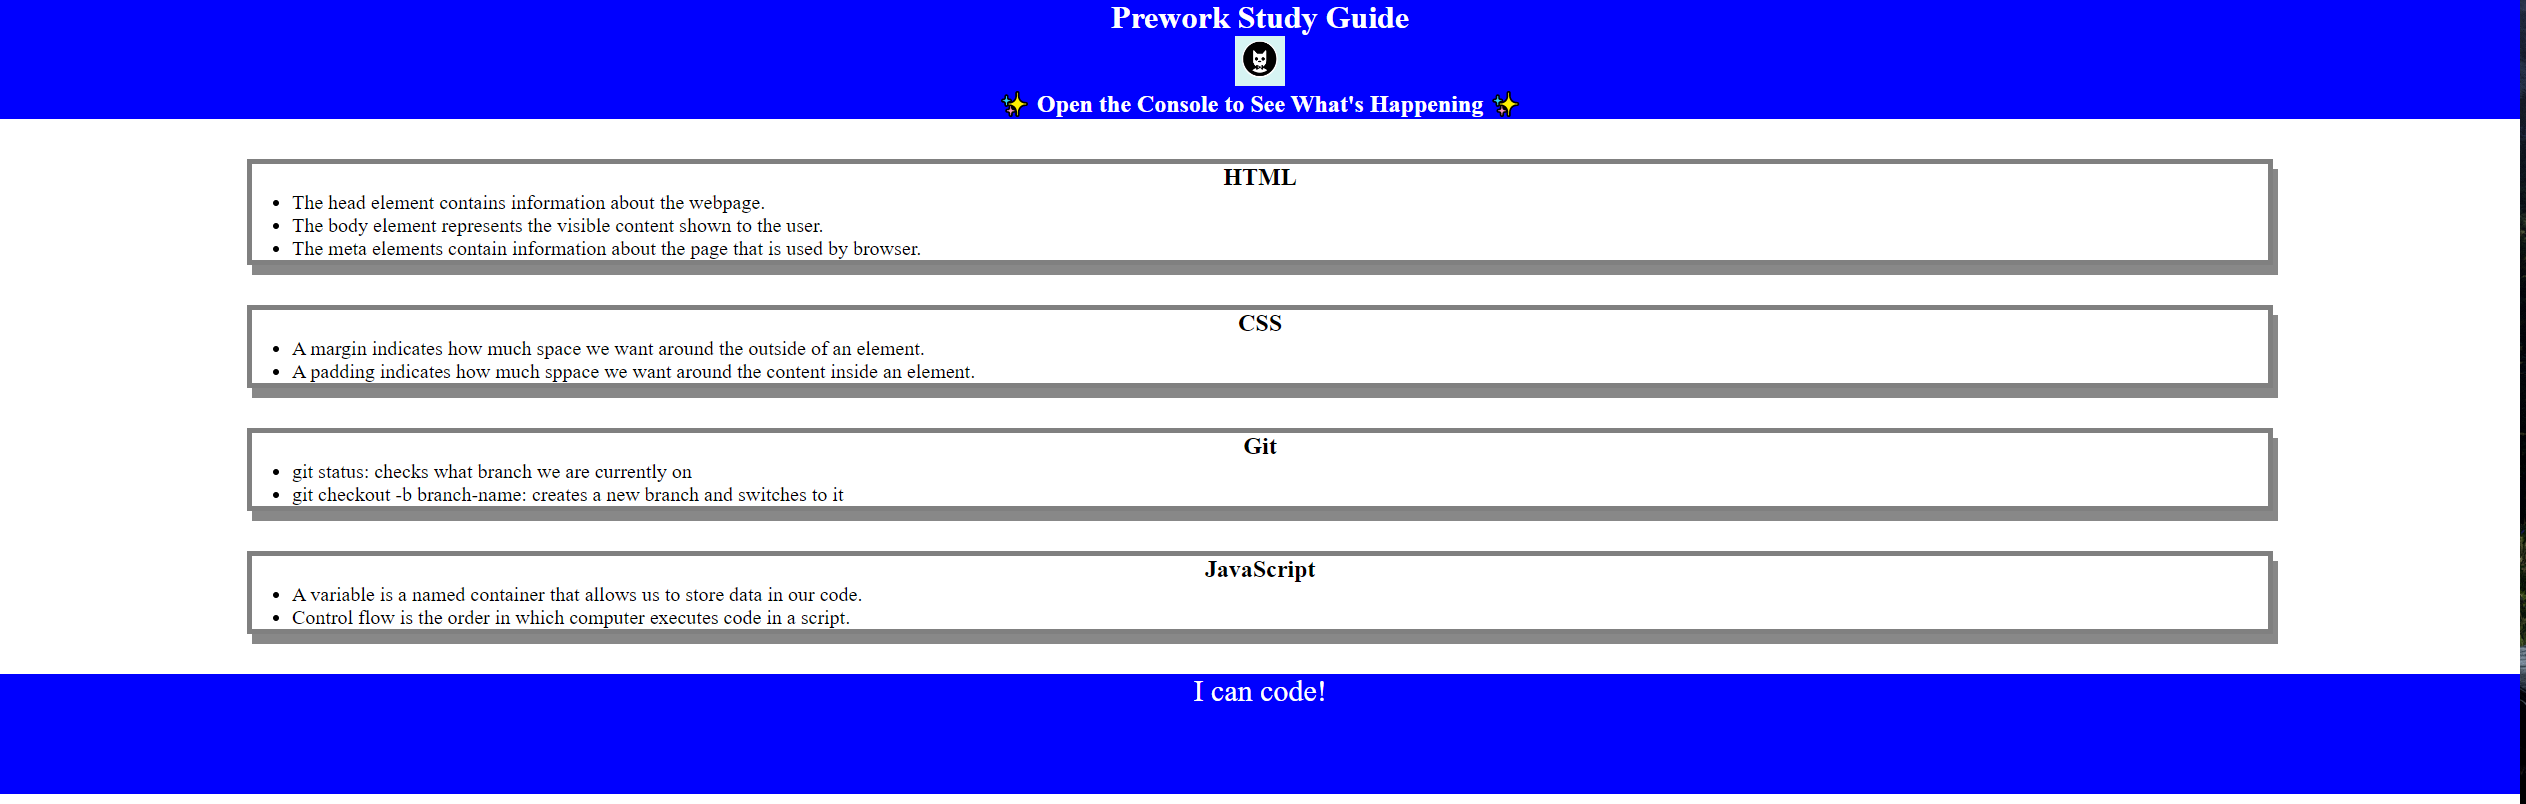 Prework Study Guide
✨ Open the Console to See What's Happening ✨
HTML
• The head element contains information about the webpage.
• The body element represents the visible content shown to the user.
• The meta elements contain information about the page that is used by browser.
CSS
• A margin indicates how much space we want around the outside of an element.
• A padding indicates how much sppace we want around the content inside an element.
Git
• git status: checks what branch we are currently on
• git checkout -b branch-name: creates a new branch and switches to it
JavaScript
• A variable is a named container that allows us to store data in our code.
• Control flow is the order in which computer executes code in a script.
I can code!